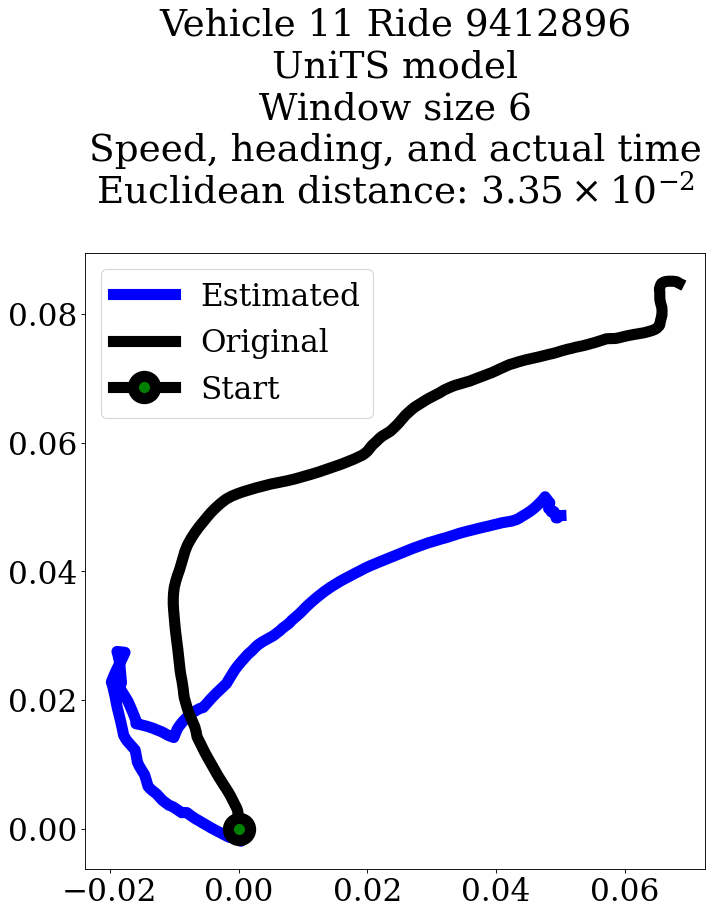 Vehicle 11 Ride 9412896
UniTS model
Window size 6
Speed, heading, and actual time
Euclidean distance: 3.35 × 10⁻²
Estimated
Original
Start
0.08
0.06
0.04
0.02
0.00
−0.02 0.00 0.02 0.04 0.06